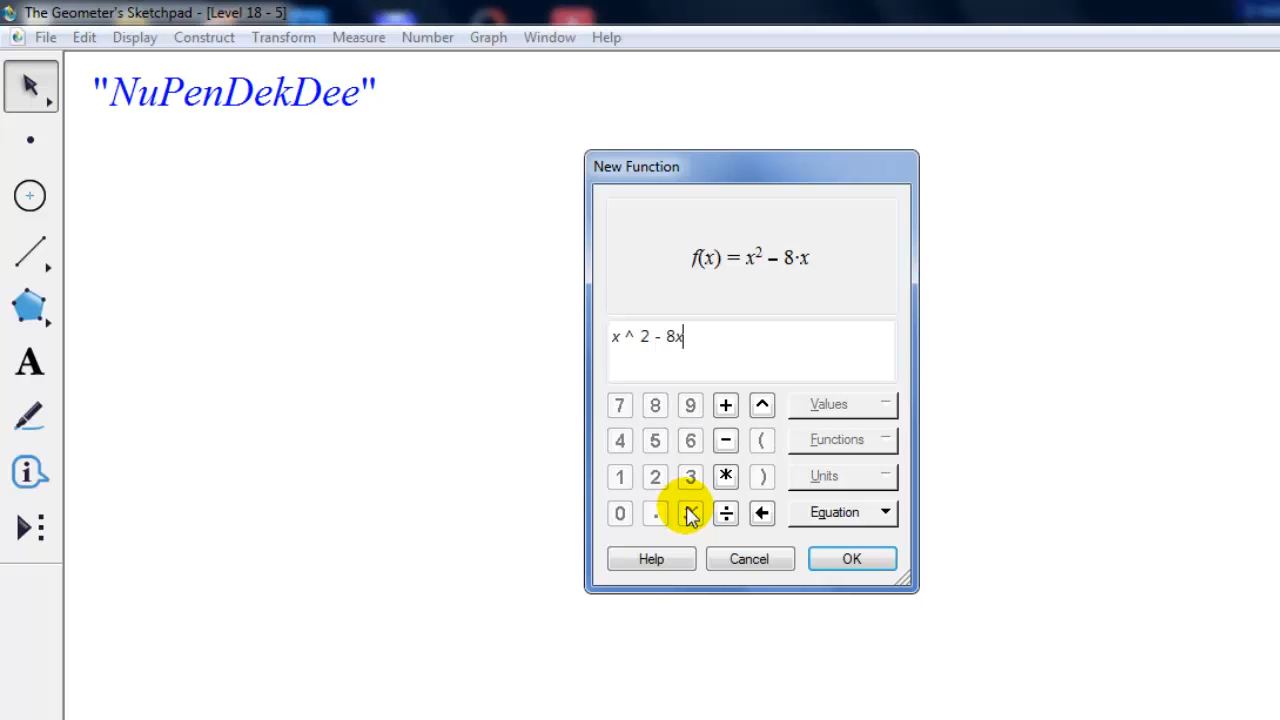 The Geometer's Sketchpad - [Level 18 - 5]
File Edit Display Construct Transform Measure Number Graph Window Help
"NuPenDekDee"
New Function
f(x) = x² – 8·x
x ^ 2 - 8x
7 8 9 + ^ Values
4 5 6 - ( Functions
1 2 3 * ) Units
0 . x ÷ ← Equation
Help Cancel OK
A
i